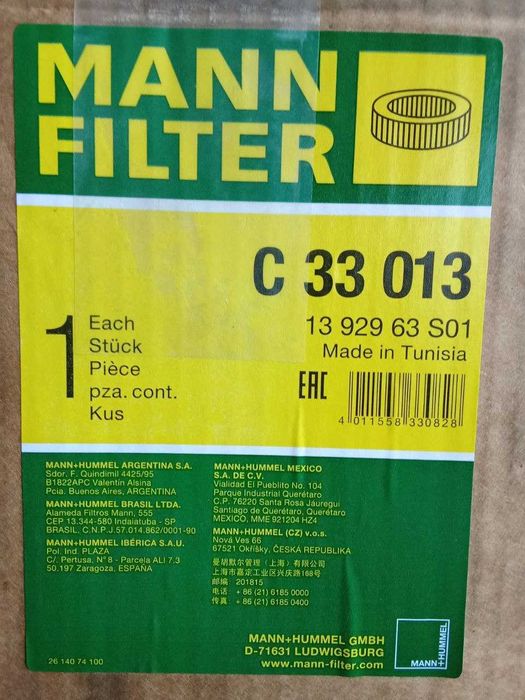 MANN
FILTER
C 33 013
13 929 63 S01
Made in Tunisia
1
Each
Stück
Pièce
pza. cont.
Kus
EAC
4 011558 330828
MANN+HUMMEL ARGENTINA S.A.
Sdor. F. Quindimil 4425/95
B1822APC Valentín Alsina
Pcia. Buenos Aires, ARGENTINA
MANN+HUMMEL BRASIL LTDA.
Alameda Filtros Mann, 555
CEP 13.344-580 Indaiatuba - SP
BRASIL, C.N.P.J 57.014.862/0001-90
MANN+HUMMEL IBÉRICA S.A.U.
Pol. Ind. PLAZA
C/. Pertusa, N° 8 - Parcela ALI 7.3
50.197 Zaragoza, ESPAÑA
MANN+HUMMEL MEXICO
S.A. DE C.V.
Vialidad El Pueblito No. 104
Parque Industrial Querétaro
C.P. 76220 Santa Rosa Jáuregui
Santiago de Querétaro, Querétaro
MEXICO, MME 921204 HZ4
MANN+HUMMEL (CZ) v.o.s.
Nová Ves 66
67521 Okříšky, ČESKÁ REPUBLIKA
曼胡默尔管理（上海）有限公司
上海市嘉定工业区兴庆路168号
邮编: 201815
电话: + 86 (21) 6185 0000
传真: + 86 (21) 6185 0400
MANN+HUMMEL GMBH
D-71631 LUDWIGSBURG
www.mann-filter.com
MANN+HUMMEL
26 140 74 100